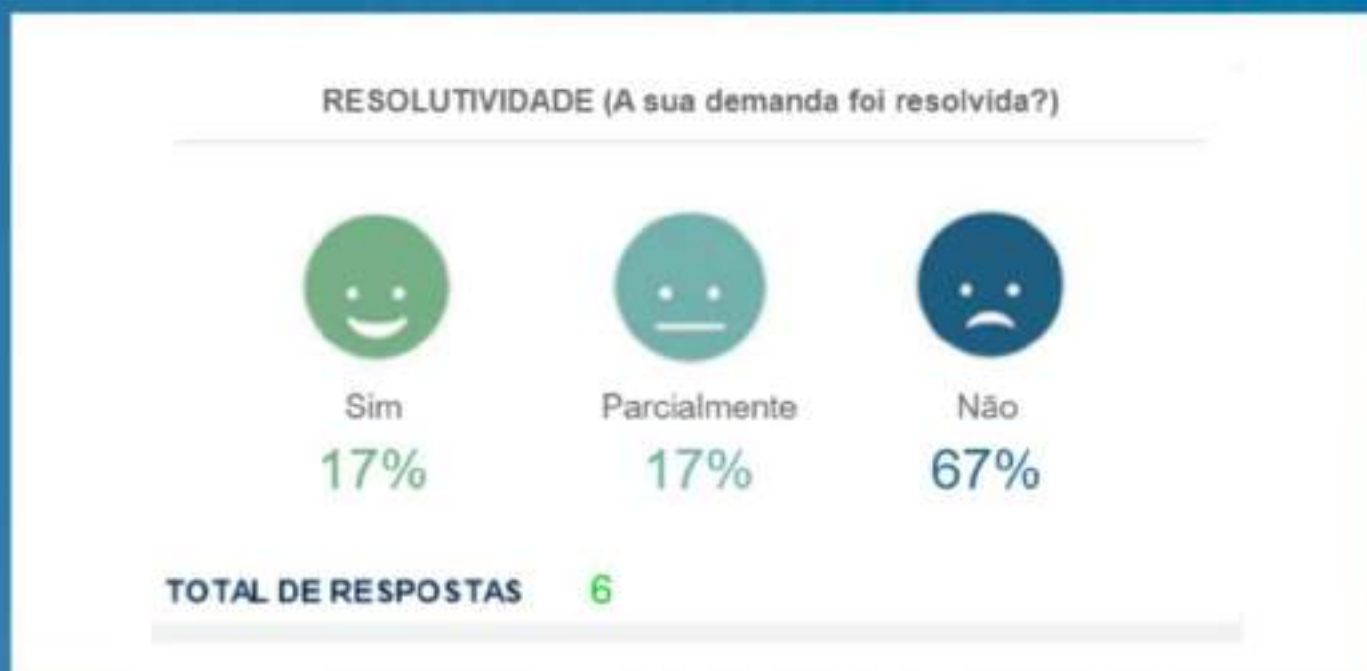 RESOLUTIVIDADE (A sua demanda foi resolvida?)
Sim Parcialmente Não
17% 17% 67%
TOTAL DE RESPOSTAS 6